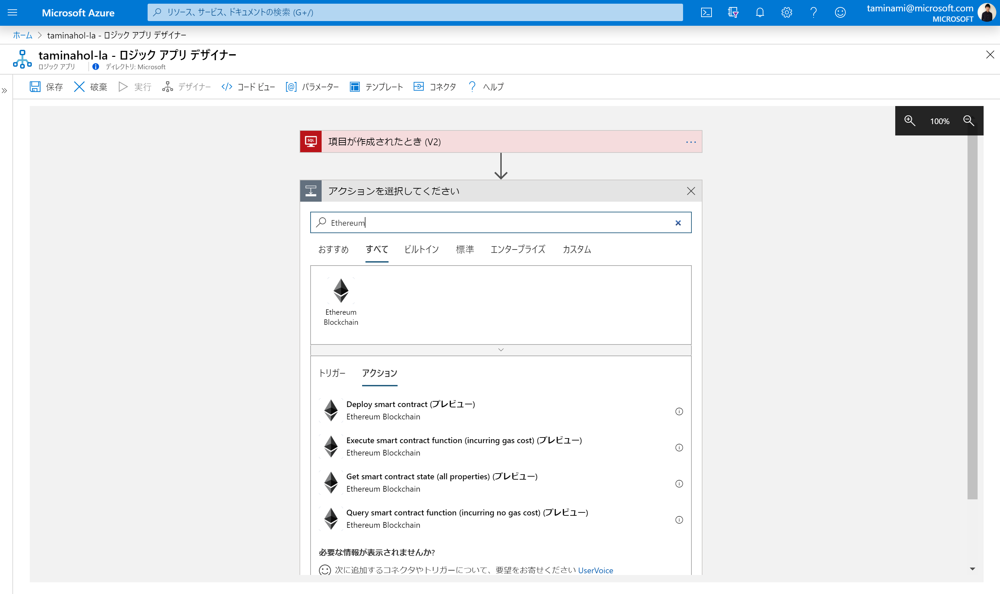 Microsoft Azure
リソース、サービス、ドキュメントの検索 (G+/)
taminami@microsoft.com
MICROSOFT
ホーム > taminahol-la - ロジック アプリ デザイナー
taminahol-la - ロジック アプリ デザイナー
ロジック アプリ
ディレクトリ: Microsoft
保存
破棄
実行
デザイナー
コード ビュー
パラメーター
テンプレート
コネクタ
ヘルプ
100%
SQL
項目が作成されたとき (V2)
アクションを選択してください
Ethereum
おすすめ
すべて
ビルトイン
標準
エンタープライズ
カスタム
Ethereum
Blockchain
トリガー
アクション
Deploy smart contract (プレビュー)
Ethereum Blockchain
Execute smart contract function (incurring gas cost) (プレビュー)
Ethereum Blockchain
Get smart contract state (all properties) (プレビュー)
Ethereum Blockchain
Query smart contract function (incurring no gas cost) (プレビュー)
Ethereum Blockchain
必要な情報が表示されませんか?
次に追加するコネクタやトリガーについて、要望をお寄せください UserVoice